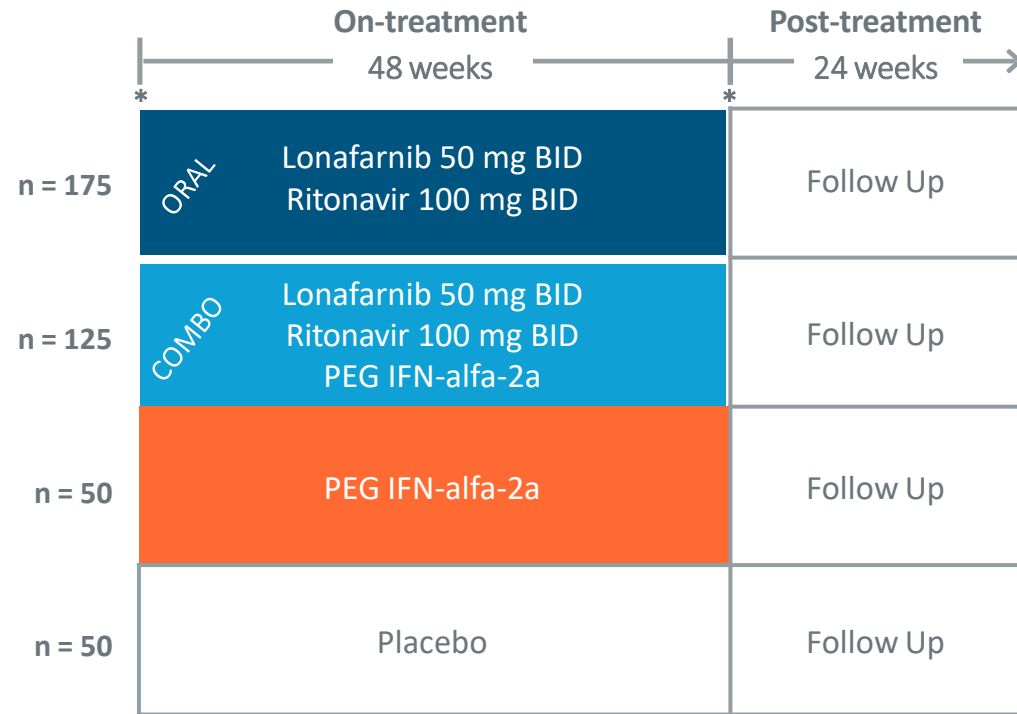 On-treatment
Post-treatment
48 weeks
24 weeks
*
*
n = 175
ORAL
Lonafarnib 50 mg BID
Ritonavir 100 mg BID
Follow Up
n = 125
COMBO
Lonafarnib 50 mg BID
Ritonavir 100 mg BID
PEG IFN-alfa-2a
Follow Up
n = 50
PEG IFN-alfa-2a
Follow Up
n = 50
Placebo
Follow Up